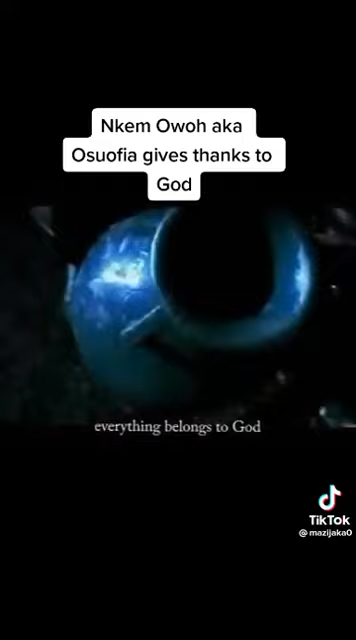 Nkem Owoh aka
Osuofia gives thanks to
God
everything belongs to God
TikTok
@ mazijaka0